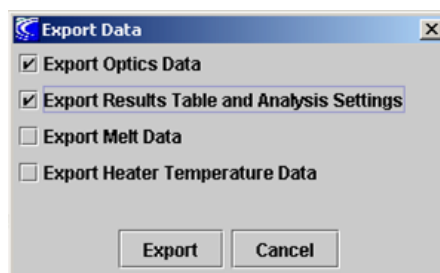 Export Data
Export Optics Data
Export Results Table and Analysis Settings
Export Melt Data
Export Heater Temperature Data
Export Cancel